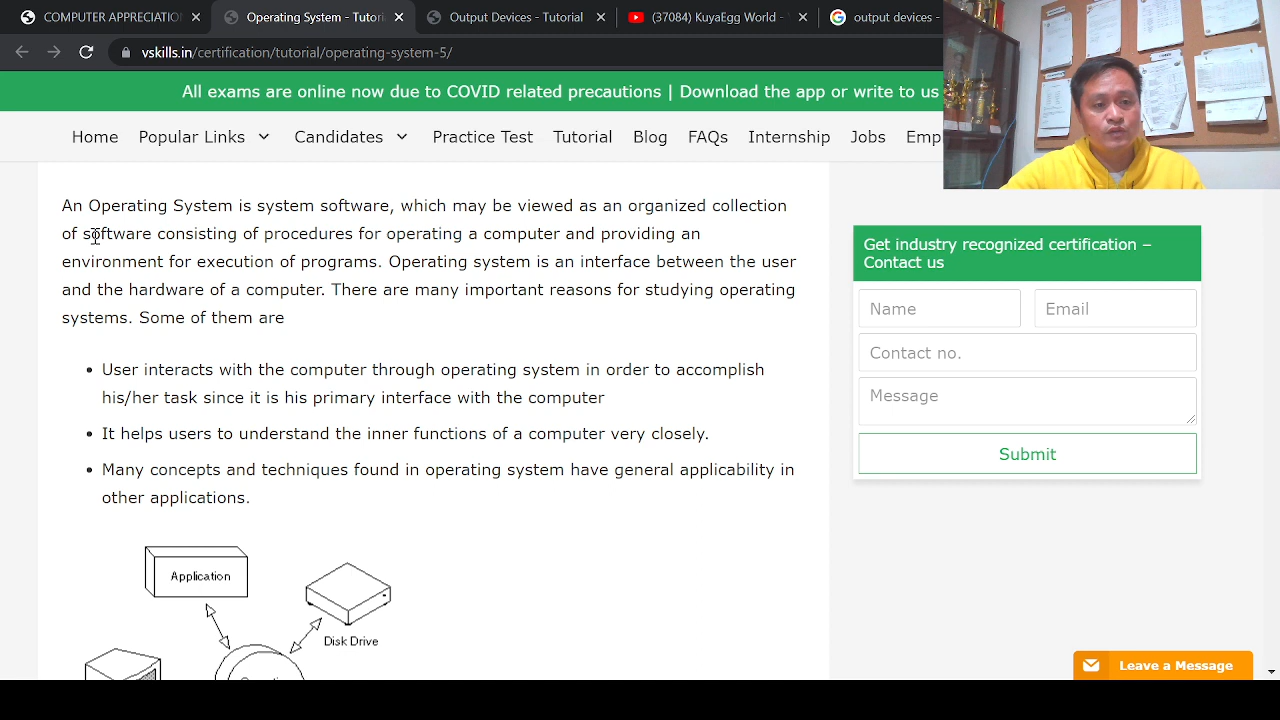 COMPUTER APPRECIATIO
Operating System - Tutori
Output Devices - Tutorial
(37084) KuyaEgg World -
output devices -
vskills.in/certification/tutorial/operating-system-5/
All exams are online now due to COVID related precautions | Download the app or write to us
Home Popular Links Candidates Practice Test Tutorial Blog FAQs Internship Jobs Emp
An Operating System is system software, which may be viewed as an organized collection
of software consisting of procedures for operating a computer and providing an
environment for execution of programs. Operating system is an interface between the user
and the hardware of a computer. There are many important reasons for studying operating
systems. Some of them are
User interacts with the computer through operating system in order to accomplish
his/her task since it is his primary interface with the computer
It helps users to understand the inner functions of a computer very closely.
Many concepts and techniques found in operating system have general applicability in
other applications.
Application
Disk Drive
Get industry recognized certification –
Contact us
Name
Email
Contact no.
Message
Submit
Leave a Message